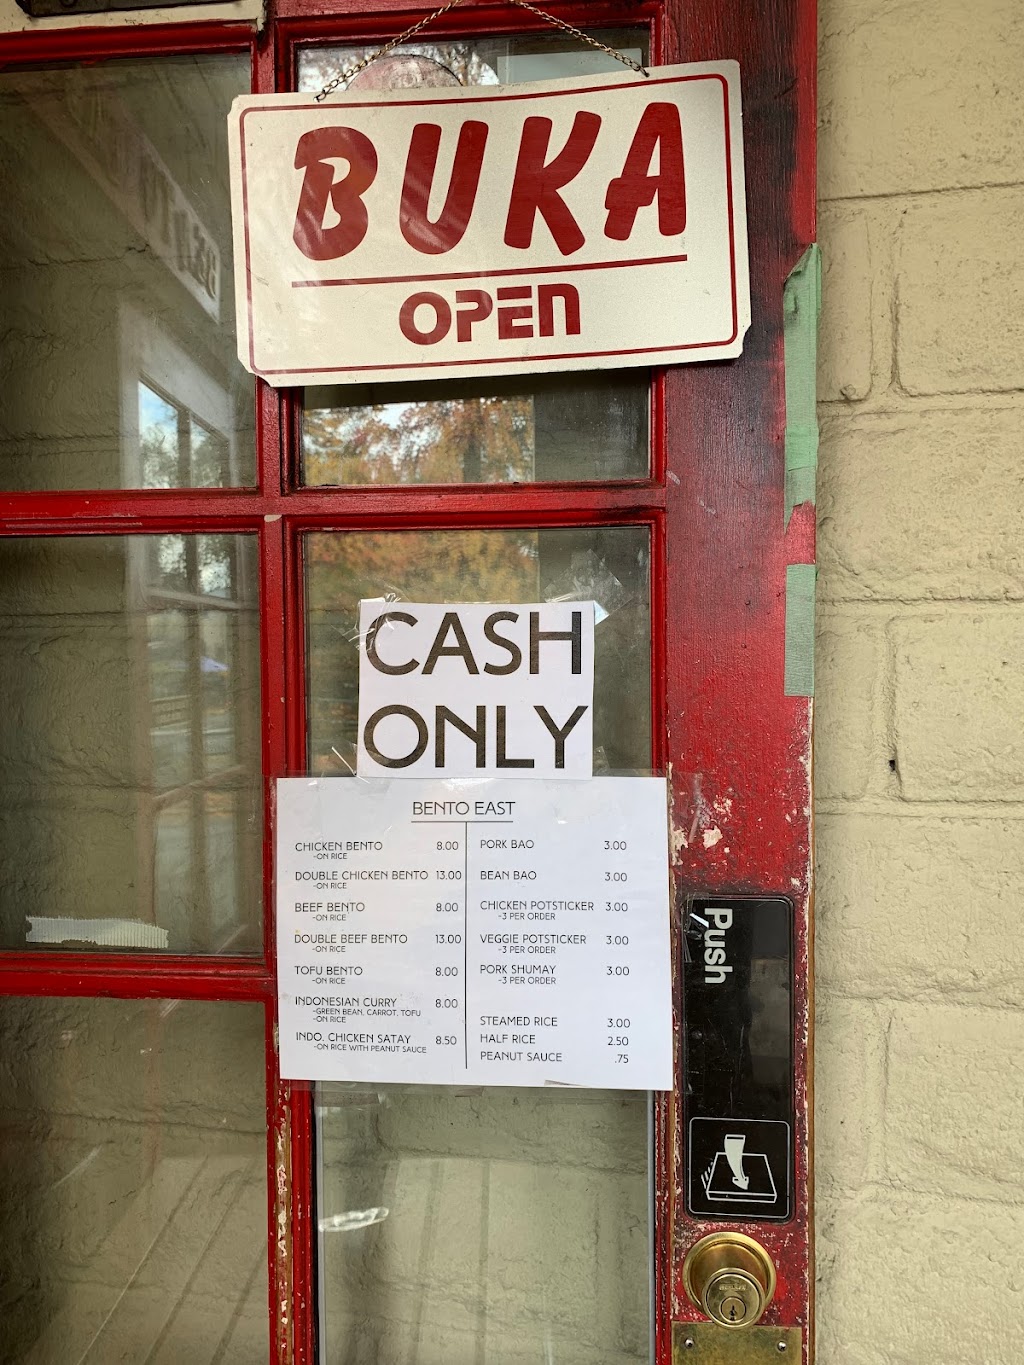 BUKA
OPEN
CASH
ONLY
BENTO EAST
CHICKEN BENTO 8.00
-ON RICE
DOUBLE CHICKEN BENTO 13.00
-ON RICE
BEEF BENTO 8.00
-ON RICE
DOUBLE BEEF BENTO 13.00
-ON RICE
TOFU BENTO 8.00
-ON RICE
INDONESIAN CURRY 8.00
-GREEN BEAN, CARROT, TOFU
-ON RICE
INDO. CHICKEN SATAY 8.50
-ON RICE WITH PEANUT SAUCE
PORK BAO 3.00
BEAN BAO 3.00
CHICKEN POTSTICKER 3.00
-3 PER ORDER
VEGGIE POTSTICKER 3.00
-3 PER ORDER
PORK SHUMAY 3.00
-3 PER ORDER
STEAMED RICE 3.00
HALF RICE 2.50
PEANUT SAUCE .75
Push